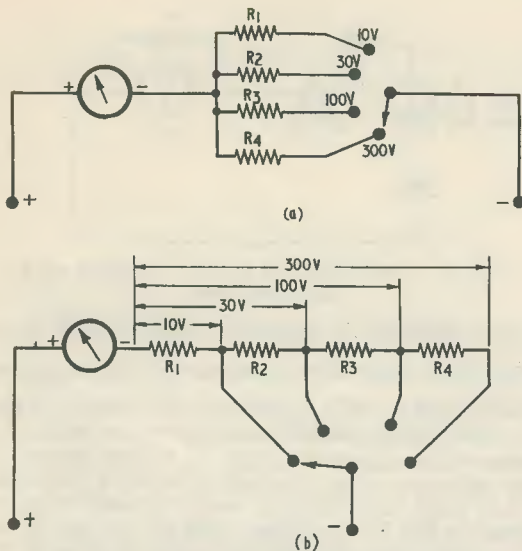 R1
10V
R2
30V
+ -
R3
100V
R4
300V
+ -
(a)
300V
100V
30V
10V
+ -
R1 R2 R3 R4
+ -
(b)